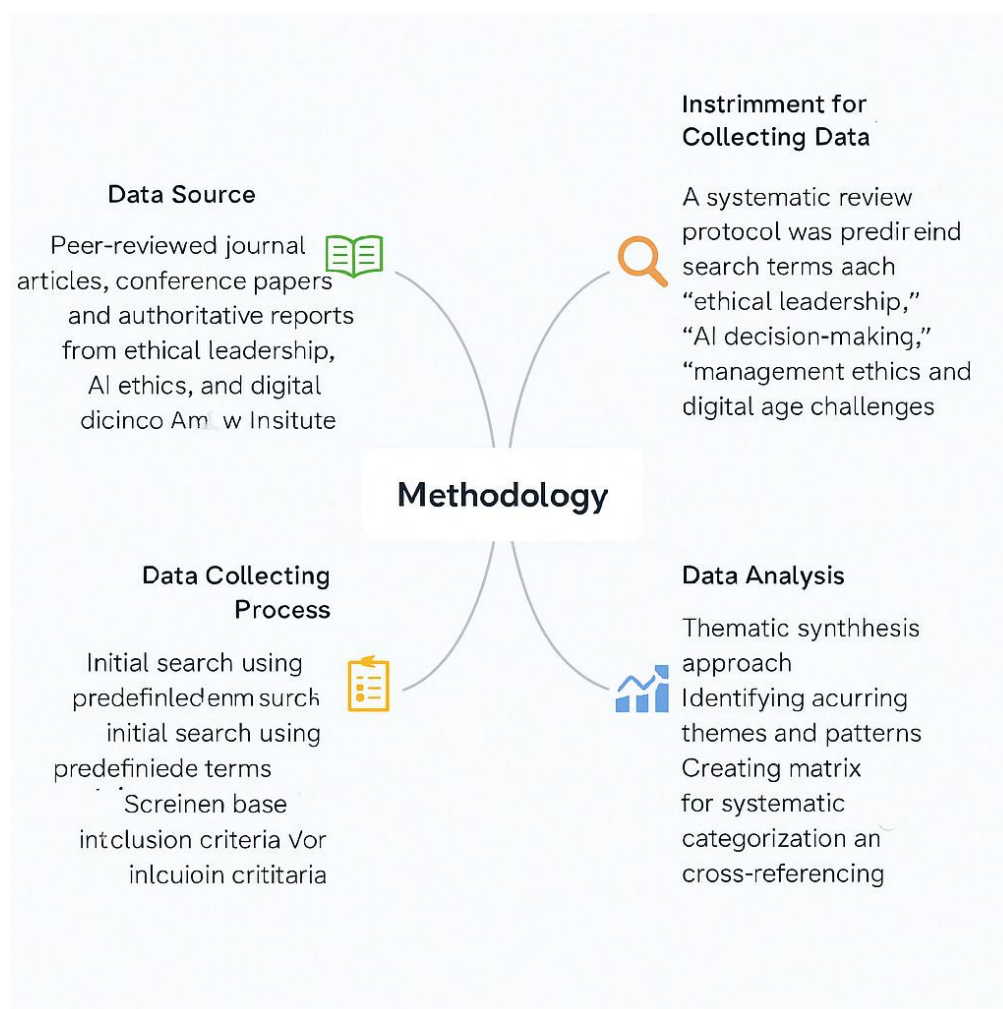 Data Source
Peer-reviewed journal
articles, conference papers
and authoritative reports
from ethical leadership,
AI ethics, and digital
dicinco Am w Insitute
Instrimment for
Collecting Data
A systematic review
protocol was predireind
search terms aach
“ethical leadership,”
“AI decision-making,”
“management ethics and
digital age challenges
Methodology
Data Collecting
Process
Initial search using
predefinledenm surch
initial search using
predefiniede terms
Screinen base
intclusion criteria Vor
inlcuioin crititaria
Data Analysis
Thematic synthhesis
approach
Identifying acurring
themes and patterns
Creating matrix
for systematic
categorization an
cross-referencing